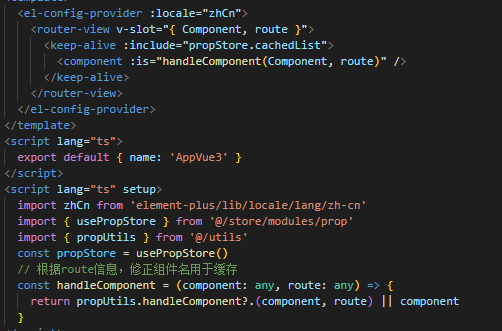 <el-config-provider :locale="zhCn">
<router-view v-slot="{ Component, route }">
<keep-alive :include="propStore.cachedList">
<component :is="handleComponent(Component, route)" />
</keep-alive>
</router-view>
</el-config-provider>
</template>
<script lang="ts">
export default { name: 'AppVue3' }
</script>
<script lang="ts" setup>
import zhCn from 'element-plus/lib/locale/lang/zh-cn'
import { usePropStore } from '@/store/modules/prop'
import { propUtils } from '@/utils'
const propStore = usePropStore()
// 根据route信息，修正组件名用于缓存
const handleComponent = (component: any, route: any) => {
return propUtils.handleComponent?.(component, route) || component
}